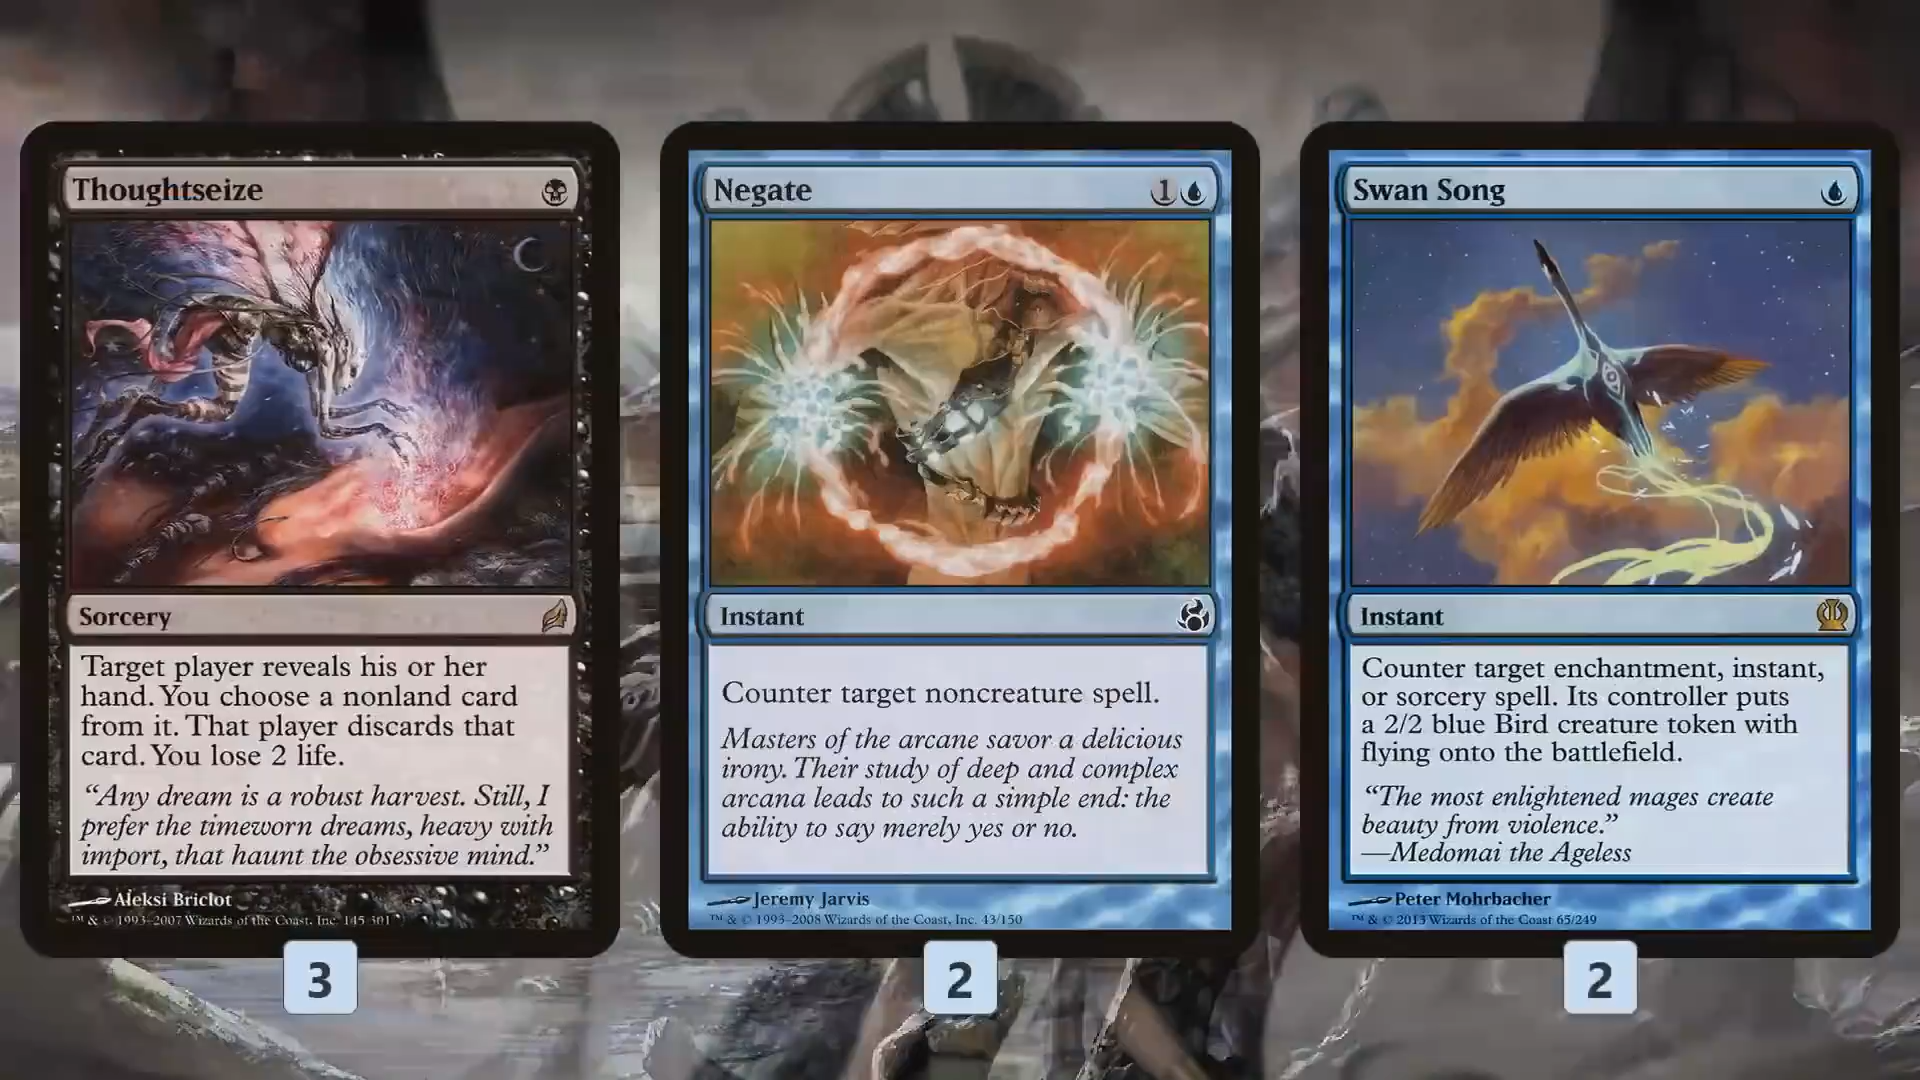 Thoughtseize
Sorcery
Target player reveals his or her
hand. You choose a nonland card
from it. That player discards that
card. You lose 2 life.
“Any dream is a robust harvest. Still, I
prefer the timeworn dreams, heavy with
import, that haunt the obsessive mind.”
Aleksi Briclot
™ & © 1993–2007 Wizards of the Coast, Inc. 145/301
3
Negate 1
Instant
Counter target noncreature spell.
Masters of the arcane savor a delicious
irony. Their study of deep and complex
arcana leads to such a simple end: the
ability to say merely yes or no.
Jeremy Jarvis
™ & © 1993–2008 Wizards of the Coast, Inc. 43/150
2
Swan Song
Instant
Counter target enchantment, instant,
or sorcery spell. Its controller puts
a 2/2 blue Bird creature token with
flying onto the battlefield.
“The most enlightened mages create
beauty from violence.”
—Medomai the Ageless
Peter Mohrbacher
™ & © 2013 Wizards of the Coast 65/249
2